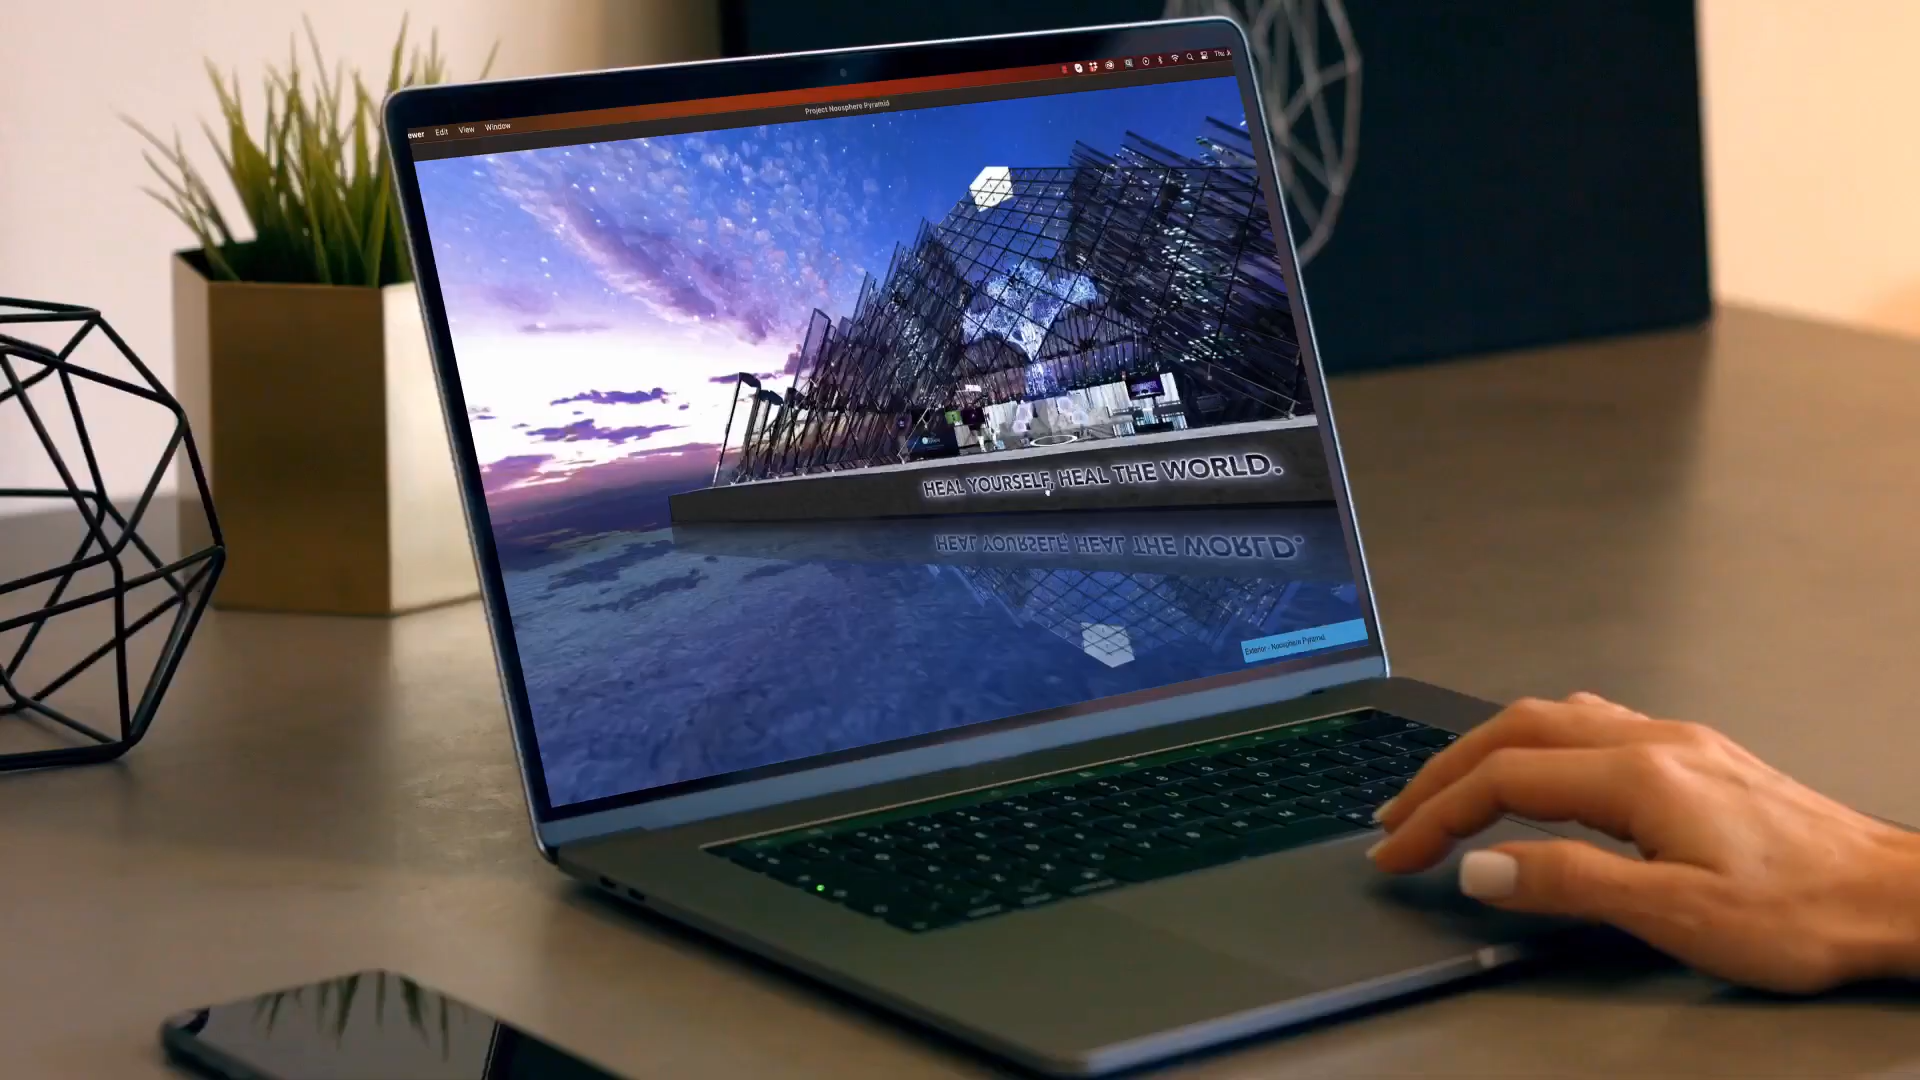 ewer Edit View Window
Thu
Project Noosphere Pyramid
HEAL YOURSELF, HEAL THE WORLD.
HEAL YOURSELF, HEAL THE WORLD.
Exterior - Noosphere Pyramid